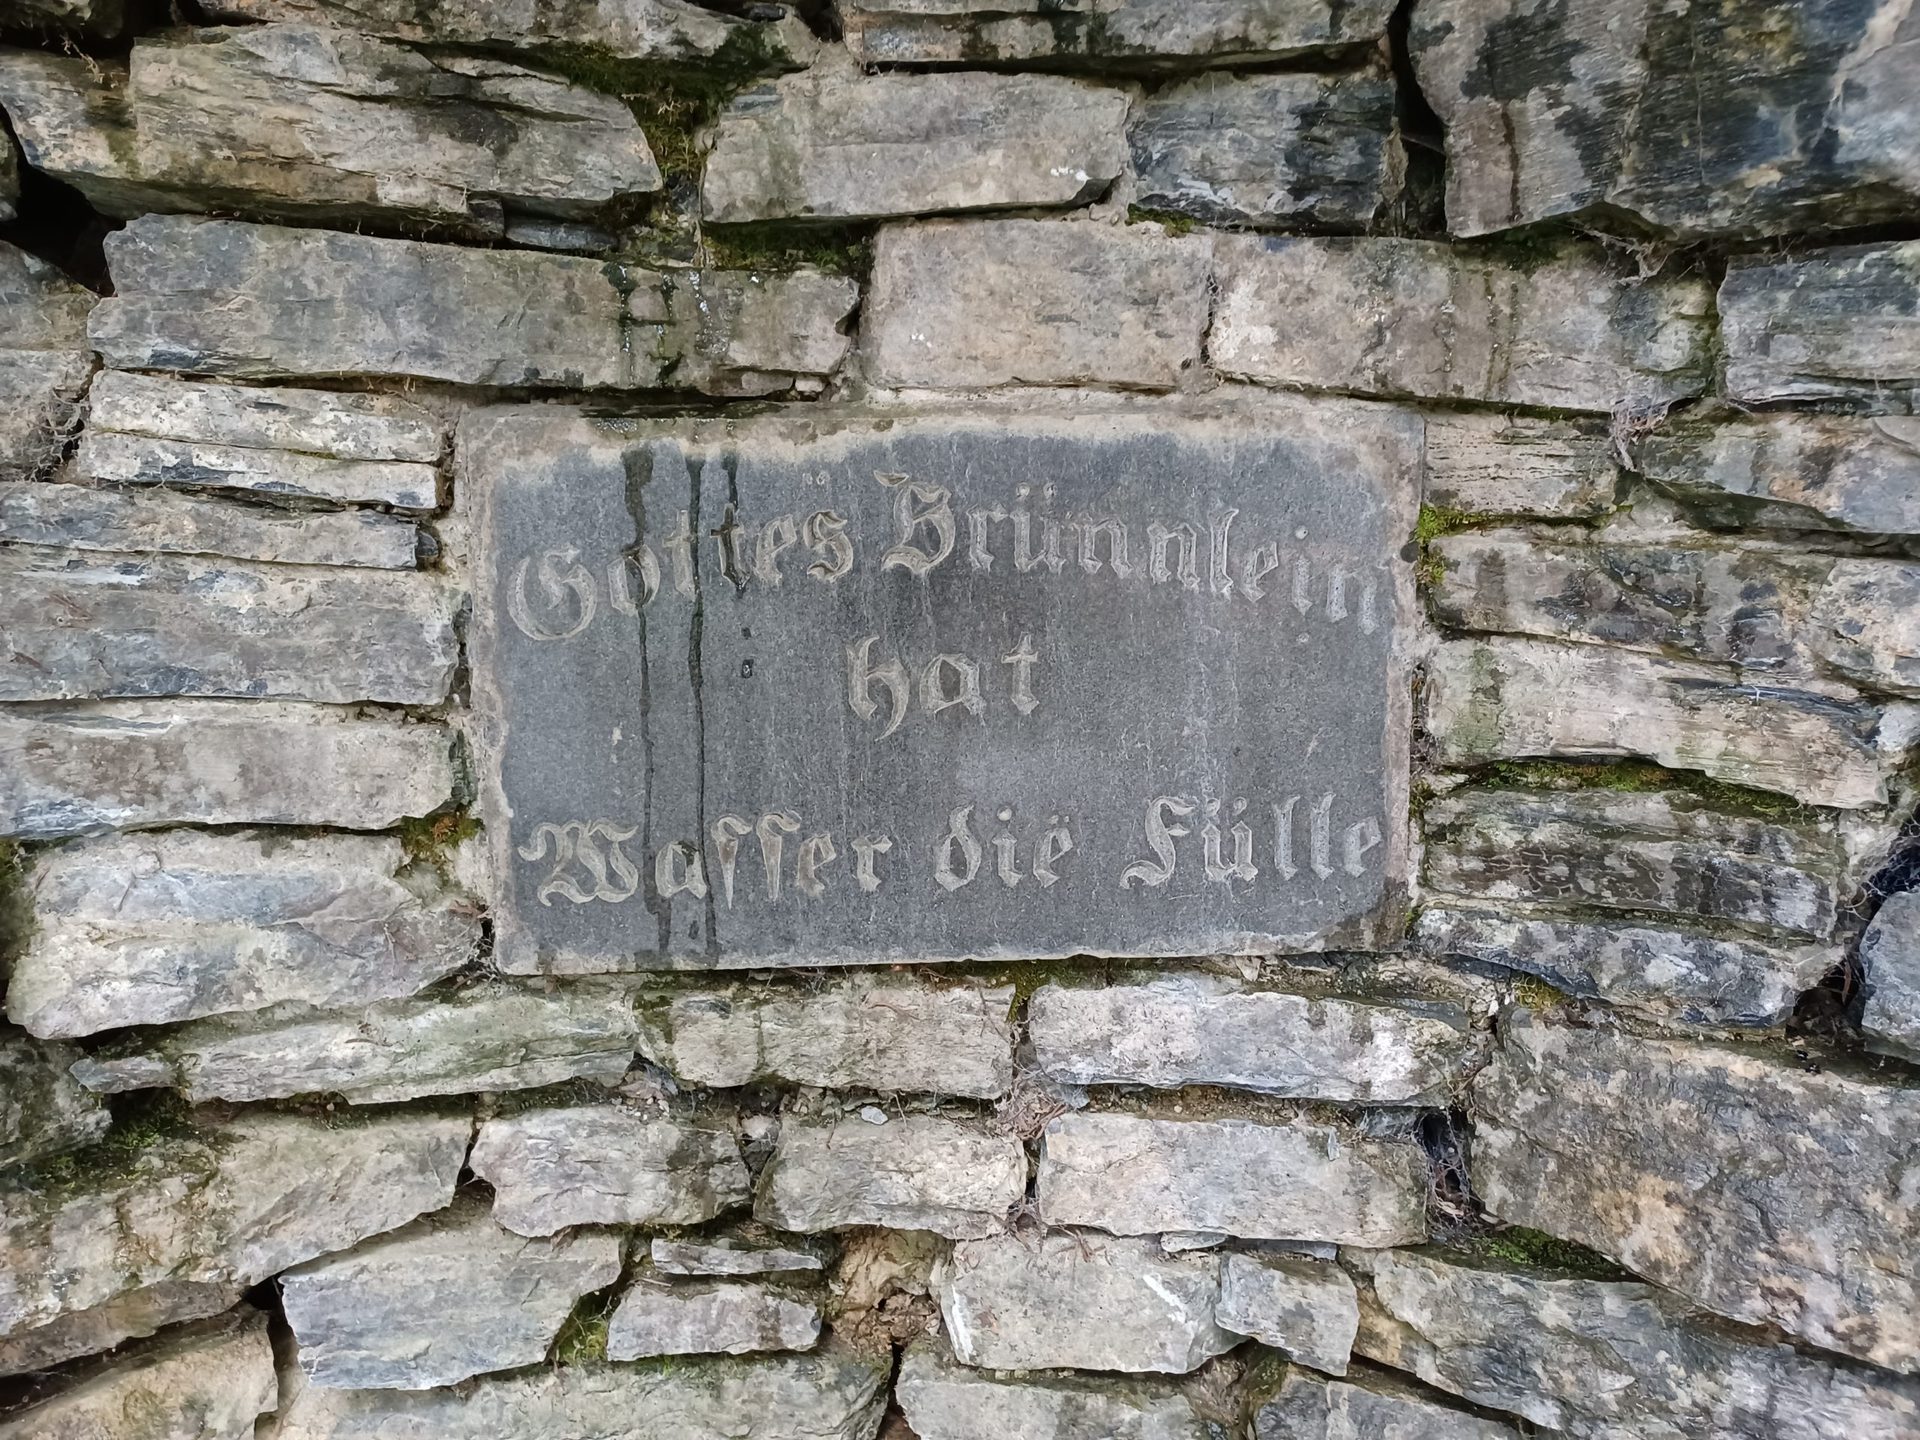 Gottes Brünnlein
hat
Waſſer die Fülle